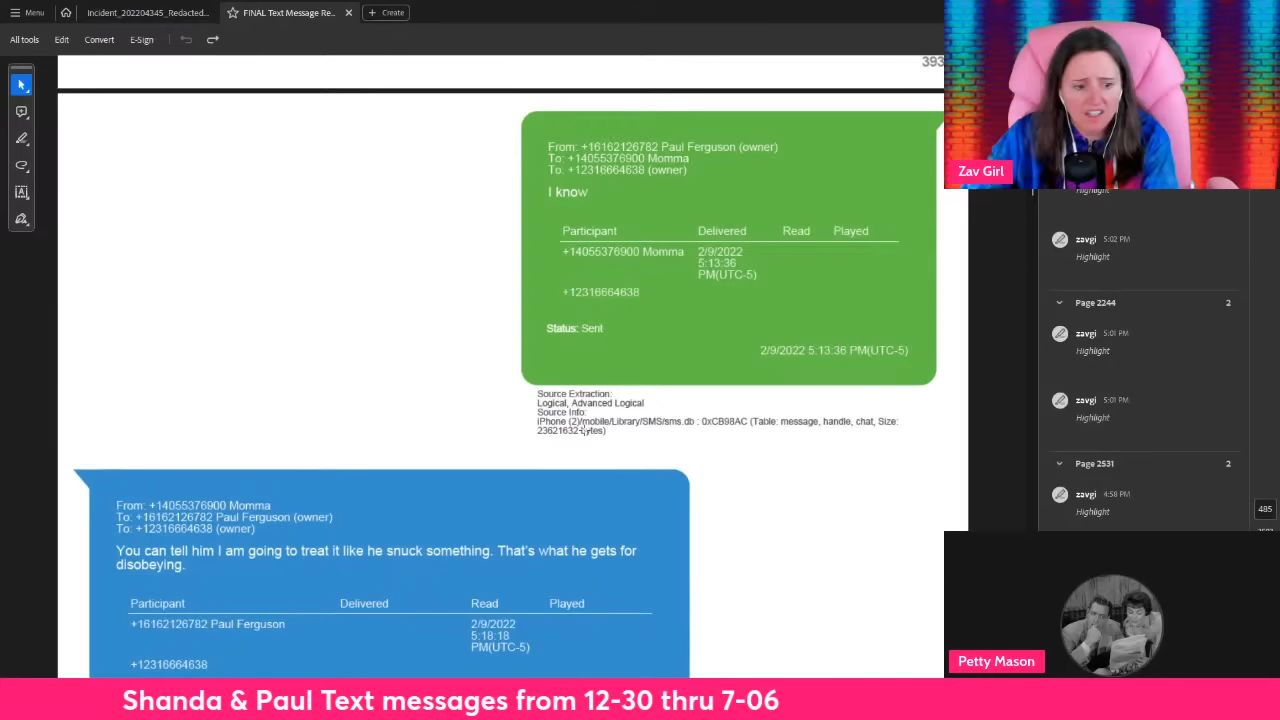 Menu
Incident_202204345_Redacted...
FINAL Text Message Re...
Create
All tools
Edit
Convert
E-Sign
393
From: +16162126782 Paul Ferguson (owner)
To: +14055376900 Momma
To: +12316664638 (owner)
I know
Participant Delivered Read Played
+14055376900 Momma 2/9/2022
5:13:36
PM(UTC-5)
+12316664638
Status: Sent
2/9/2022 5:13:36 PM(UTC-5)
Source Extraction:
Logical, Advanced Logical
Source Info:
iPhone (2)/mobile/Library/SMS/sms.db : 0xCB98AC (Table: message, handle, chat, Size:
From: +14055376900 Momma
To: +16162126782 Paul Ferguson (owner)
To: +12316664638 (owner)
You can tell him I am going to treat it like he snuck something. That's what he gets for
disobeying.
Participant Delivered Read Played
+16162126782 Paul Ferguson 2/9/2022
5:18:18
PM(UTC-5)
+12316664638
Zav Girl
Highlight
zavgi 5:02 PM
Highlight
Page 2244 2
zavgi 5:01 PM
Highlight
zavgi 5:01 PM
Highlight
Page 2531 2
zavgi 4:58 PM
Highlight
485
Petty Mason
Shanda & Paul Text messages from 12-30 thru 7-06